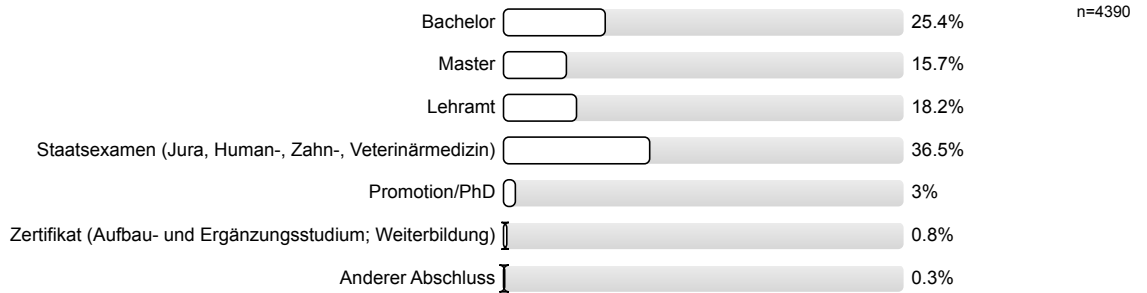 n=4390
Bachelor 25.4%
Master 15.7%
Lehramt 18.2%
Staatsexamen (Jura, Human-, Zahn-, Veterinärmedizin) 36.5%
Promotion/PhD 3%
Zertifikat (Aufbau- und Ergänzungsstudium; Weiterbildung) 0.8%
Anderer Abschluss 0.3%